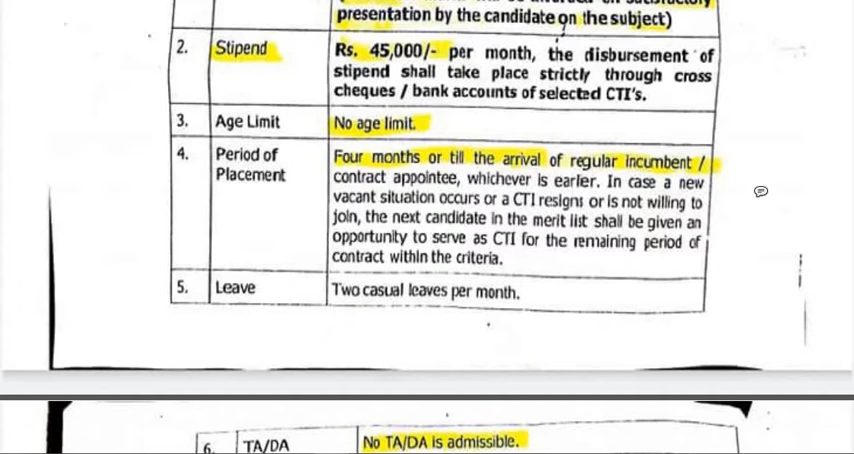 presentation by the candidate on the subject)
2. Stipend Rs. 45,000/- per month, the disbursement of
stipend shall take place strictly through cross
cheques / bank accounts of selected CTI's.
3. Age Limit No age limit.
4. Period of Four months or till the arrival of regular incumbent /
Placement contract appointee, whichever is earlier. In case a new
vacant situation occurs or a CTI resigns or is not willing to
join, the next candidate in the merit list shall be given an
opportunity to serve as CTI for the remaining period of
contract within the criteria.
5. Leave Two casual leaves per month.
6. TA/DA No TA/DA is admissible.